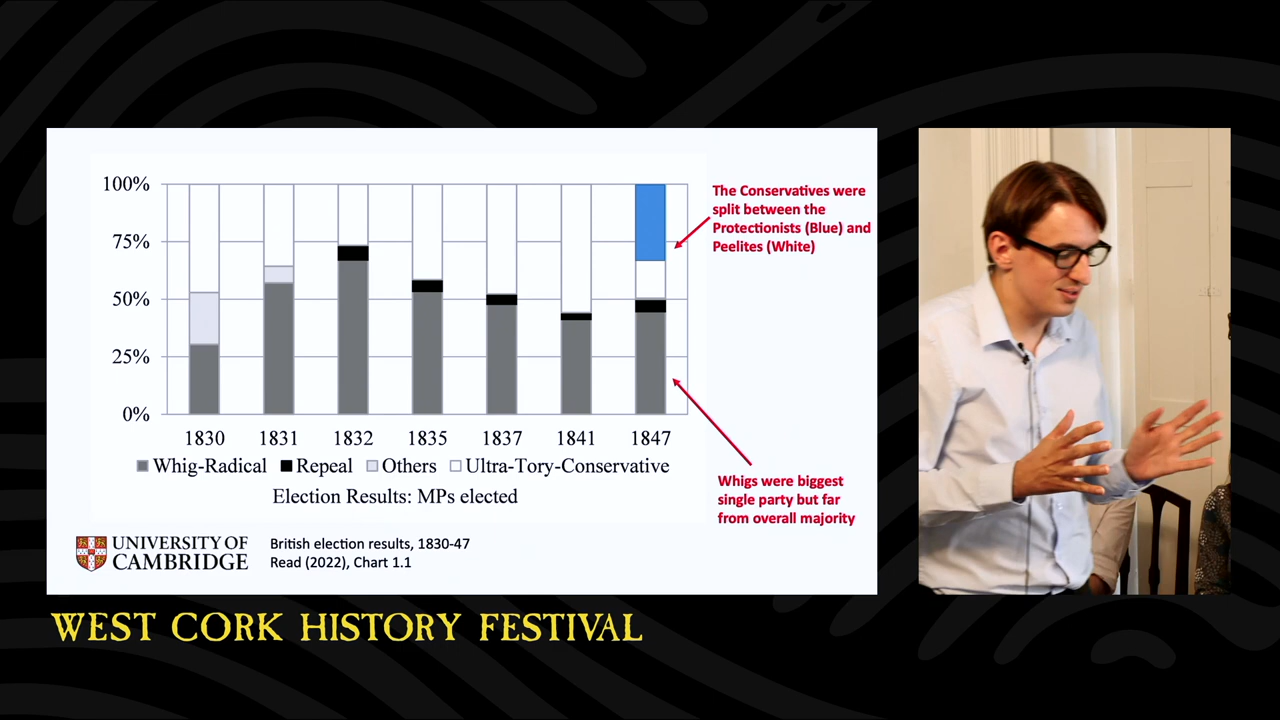 100%
75%
50%
25%
0%
The Conservatives were
split between the
Protectionists (Blue) and
Peelites (White)
1830 1831 1832 1835 1837 1841 1847
Whig-Radical Repeal Others Ultra-Tory-Conservative
Election Results: MPs elected
Whigs were biggest
single party but far
from overall majority
UNIVERSITY OF
CAMBRIDGE
British election results, 1830-47
Read (2022), Chart 1.1
WEST CORK HISTORY FESTIVAL